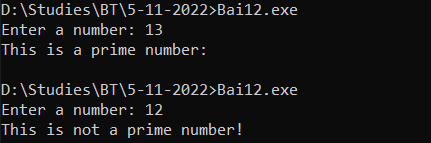 D:\Studies\BT\5-11-2022>Bai12.exe
Enter a number: 13
This is a prime number:
D:\Studies\BT\5-11-2022>Bai12.exe
Enter a number: 12
This is not a prime number!